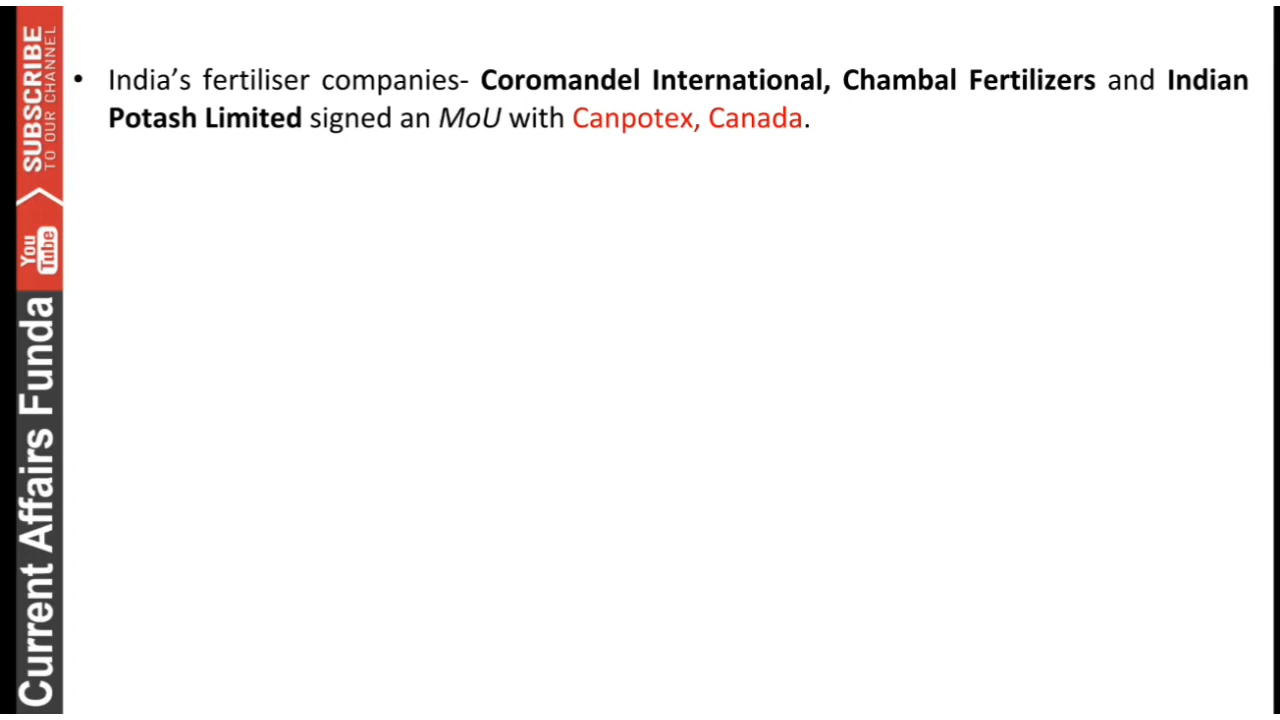 • India's fertiliser companies- Coromandel International, Chambal Fertilizers and Indian
Potash Limited signed an MoU with Canpotex, Canada.
SUBSCRIBE
TO OUR CHANNEL
You
Tube
Current Affairs Funda